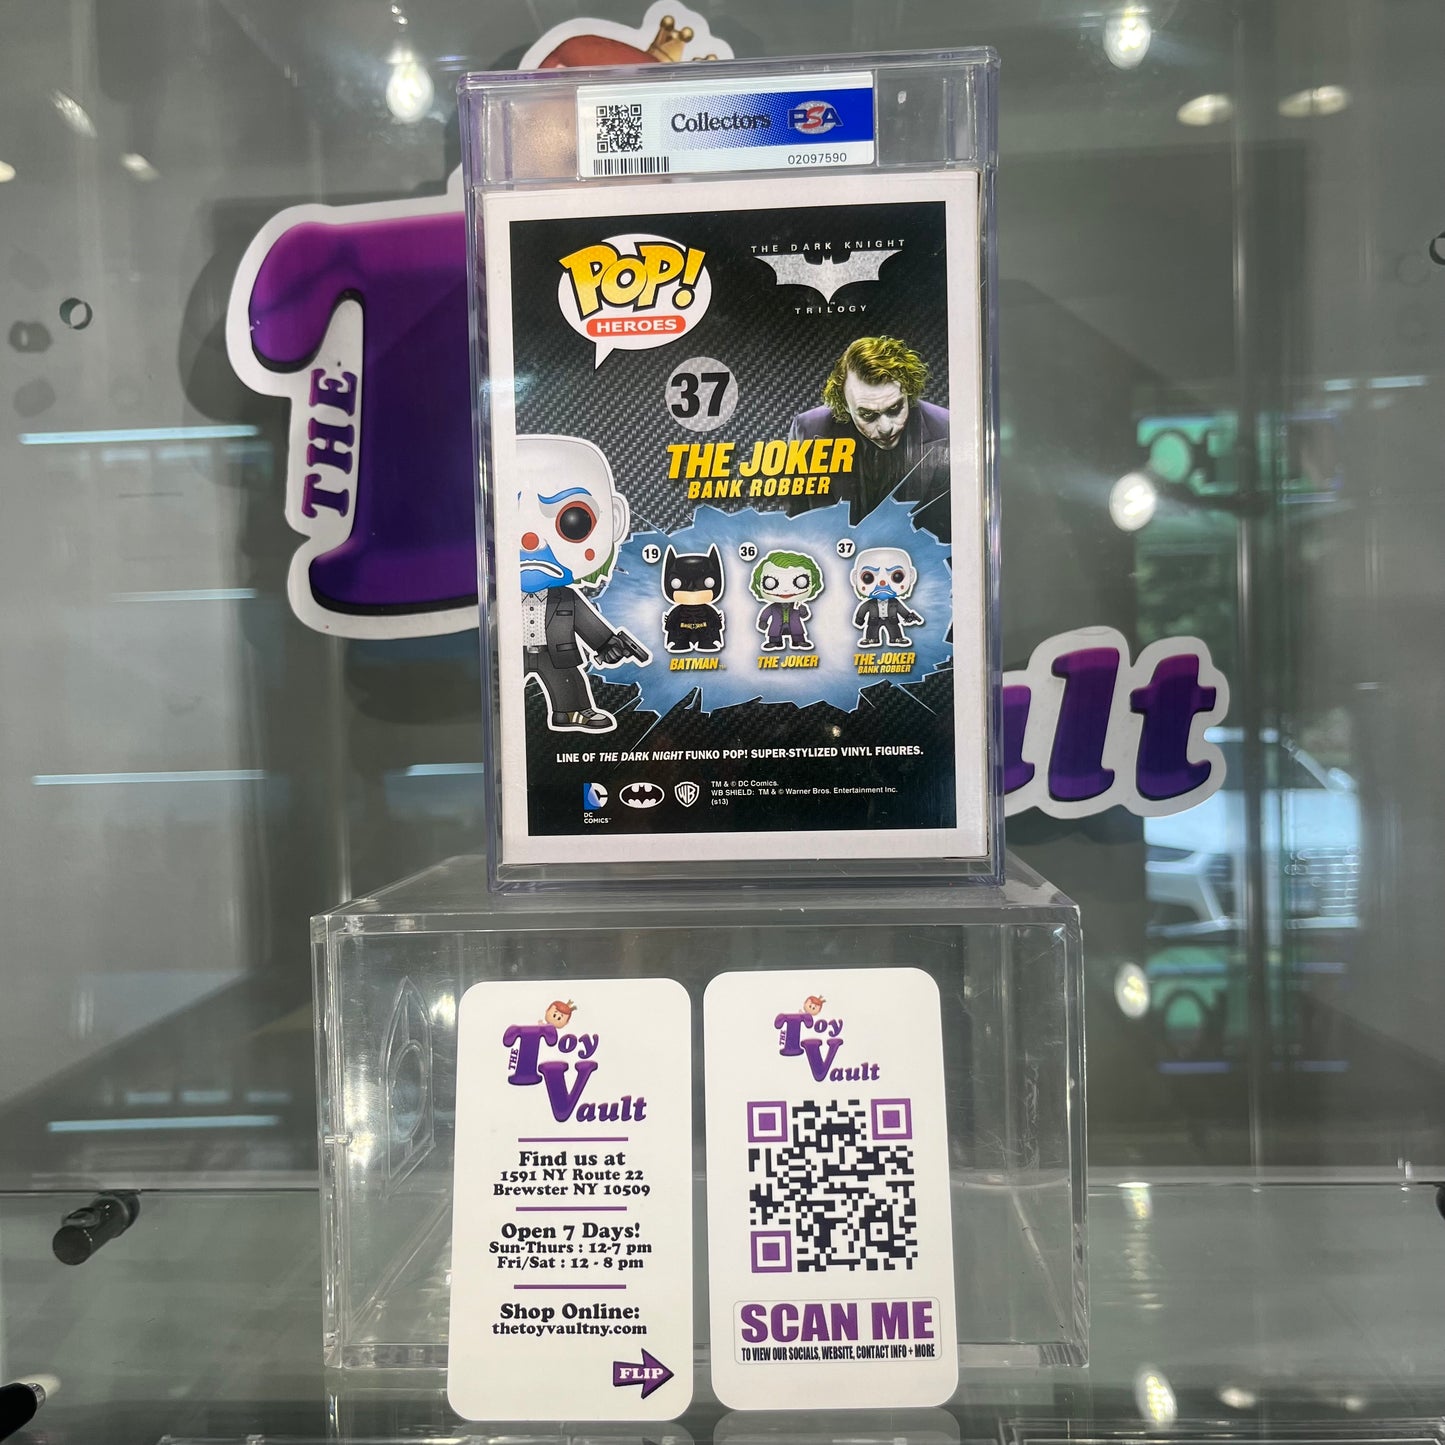 Collectors PSA
02097590
POP!
HEROES
THE DARK KNIGHT
TRILOGY
37
THE JOKER
BANK ROBBER
19
36
37
BATMAN
THE JOKER
THE JOKER
BANK ROBBER
LINE OF THE DARK NIGHT FUNKO POP! SUPER-STYLIZED VINYL FIGURES.
DC
COMICS™
WB
TM & © DC Comics.
WB SHIELD: TM & © Warner Bros. Entertainment Inc.
(s13)
THE
T
ult
THE
Toy
Vault
Find us at
1591 NY Route 22
Brewster NY 10509
Open 7 Days!
Sun-Thurs : 12-7 pm
Fri/Sat : 12 - 8 pm
Shop Online:
thetoyvaultny.com
FLIP
THE
Toy
Vault
SCAN ME
TO VIEW OUR SOCIALS, WEBSITE, CONTACT INFO + MORE